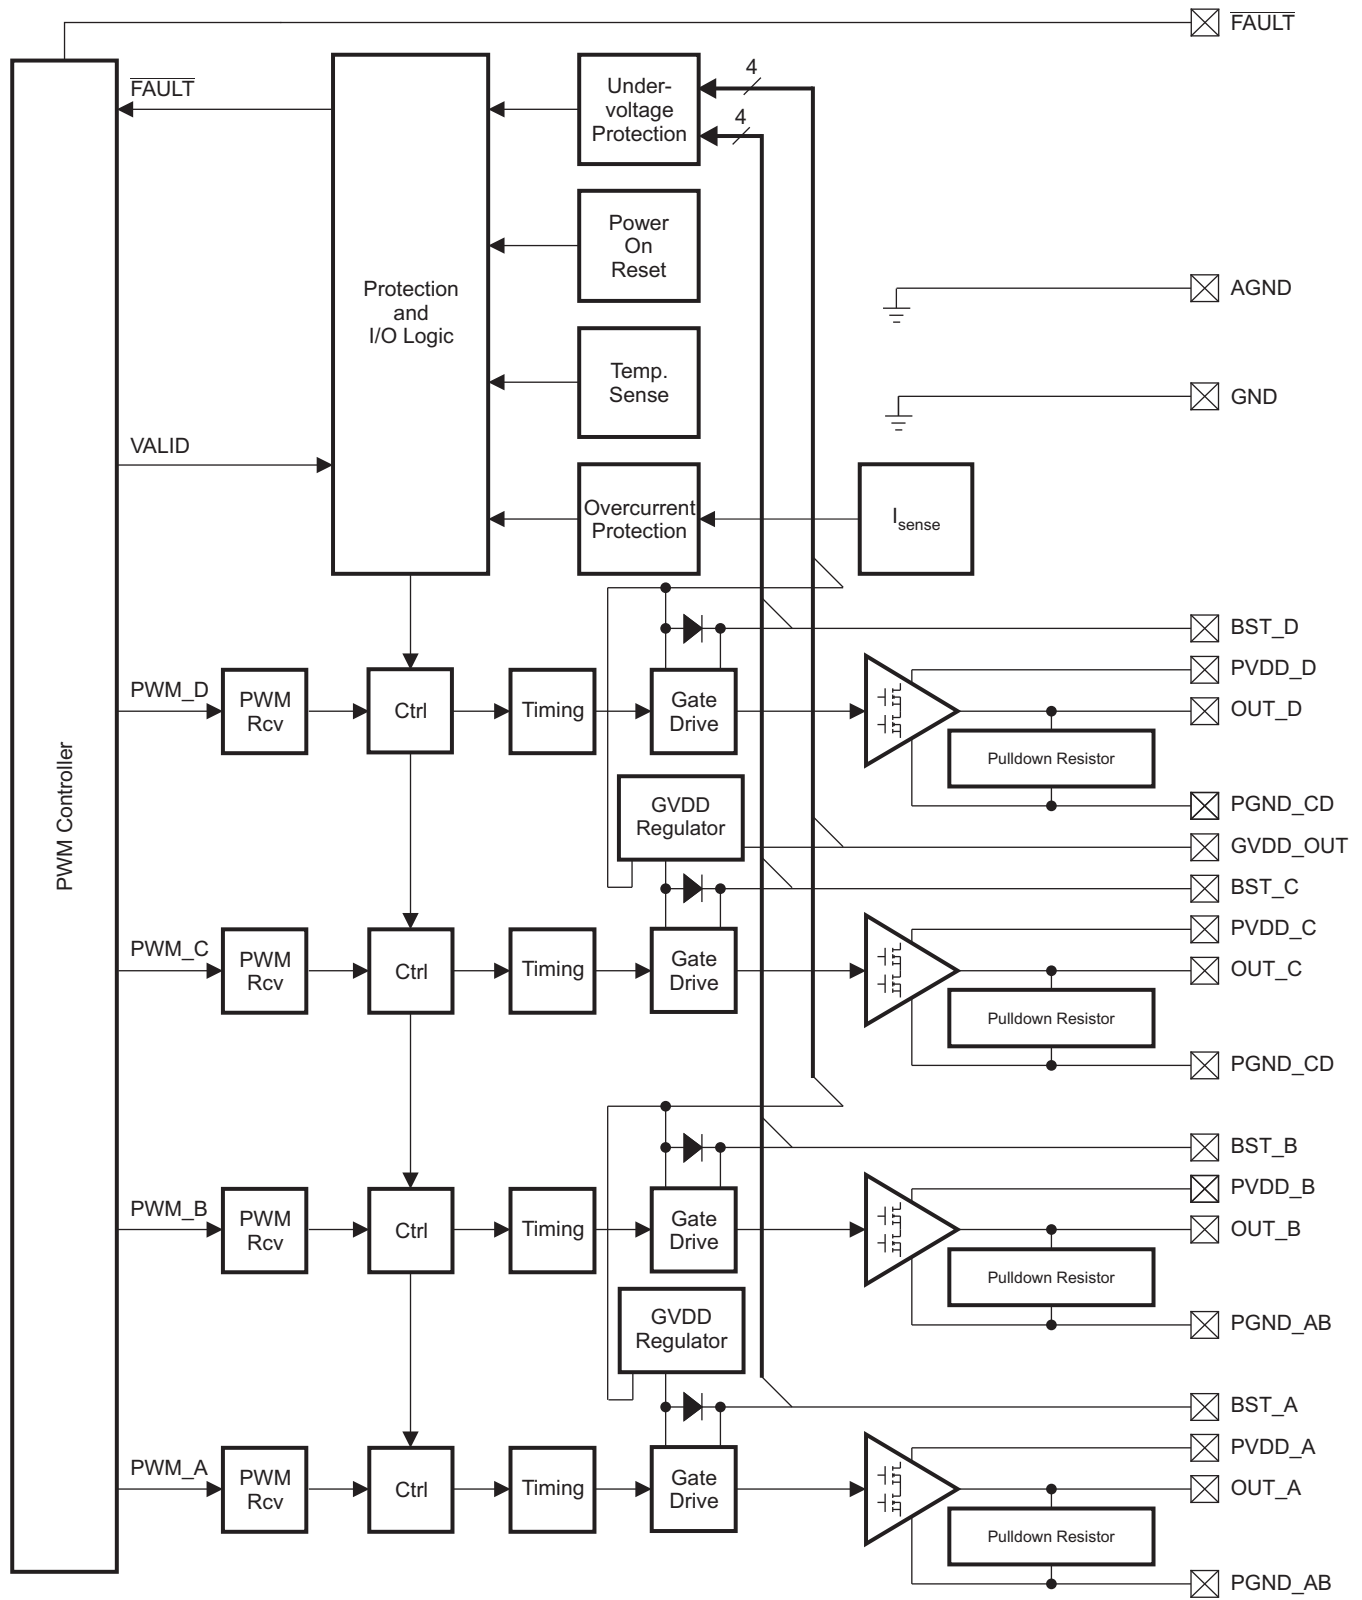 FAULT
FAULT
Under-
voltage
Protection
4
4
Power
On
Reset
AGND
Protection
and
I/O Logic
Temp.
Sense
GND
VALID
Overcurrent
Protection
Isense
BST_D
PVDD_D
PWM_D
PWM
Rcv
Ctrl
Timing
Gate
Drive
OUT_D
Pulldown Resistor
PWM Controller
GVDD
Regulator
PGND_CD
GVDD_OUT
BST_C
PVDD_C
PWM_C
PWM
Rcv
Ctrl
Timing
Gate
Drive
OUT_C
Pulldown Resistor
PGND_CD
BST_B
PVDD_B
PWM_B
PWM
Rcv
Ctrl
Timing
Gate
Drive
OUT_B
Pulldown Resistor
GVDD
Regulator
PGND_AB
BST_A
PVDD_A
PWM_A
PWM
Rcv
Ctrl
Timing
Gate
Drive
OUT_A
Pulldown Resistor
PGND_AB